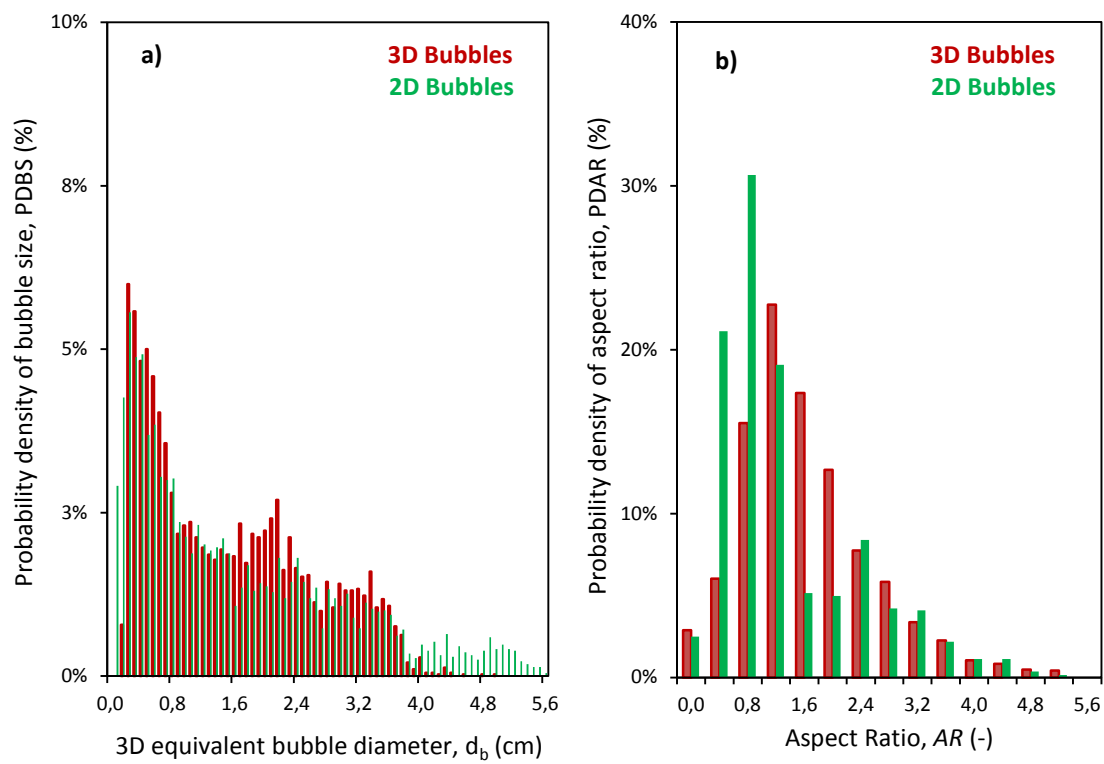 a)
3D Bubbles
2D Bubbles
Probability density of bubble size, PDBS (%)
10%
8%
5%
3%
0%
0,0 0,8 1,6 2,4 3,2 4,0 4,8 5,6
3D equivalent bubble diameter, db (cm)
b)
3D Bubbles
2D Bubbles
Probability density of aspect ratio, PDAR (%)
40%
30%
20%
10%
0%
0,0 0,8 1,6 2,4 3,2 4,0 4,8 5,6
Aspect Ratio, AR (-)